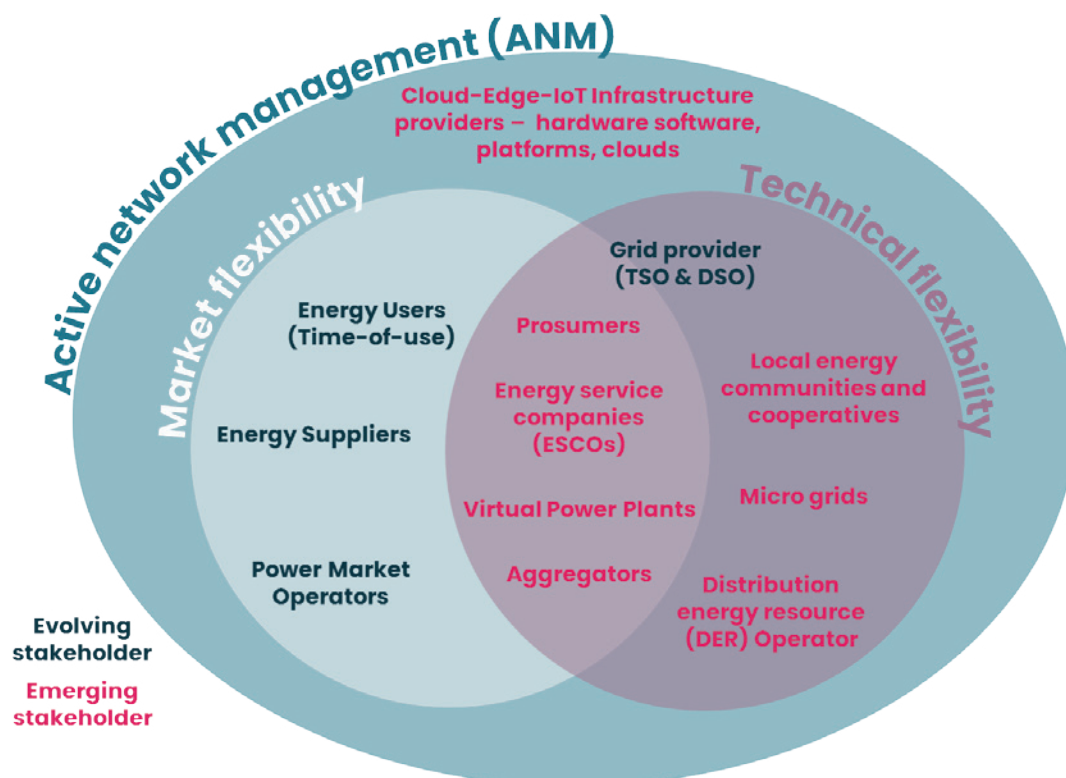 Active network management (ANM)
Cloud-Edge-IoT Infrastructure
providers – hardware software,
platforms, clouds
Market flexibility
Technical flexibility
Grid provider
(TSO & DSO)
Energy Users
(Time-of-use)
Prosumers
Local energy
communities and
cooperatives
Energy service
companies
(ESCOs)
Energy Suppliers
Micro grids
Virtual Power Plants
Power Market
Operators
Aggregators
Distribution
energy resource
(DER) Operator
Evolving
stakeholder
Emerging
stakeholder